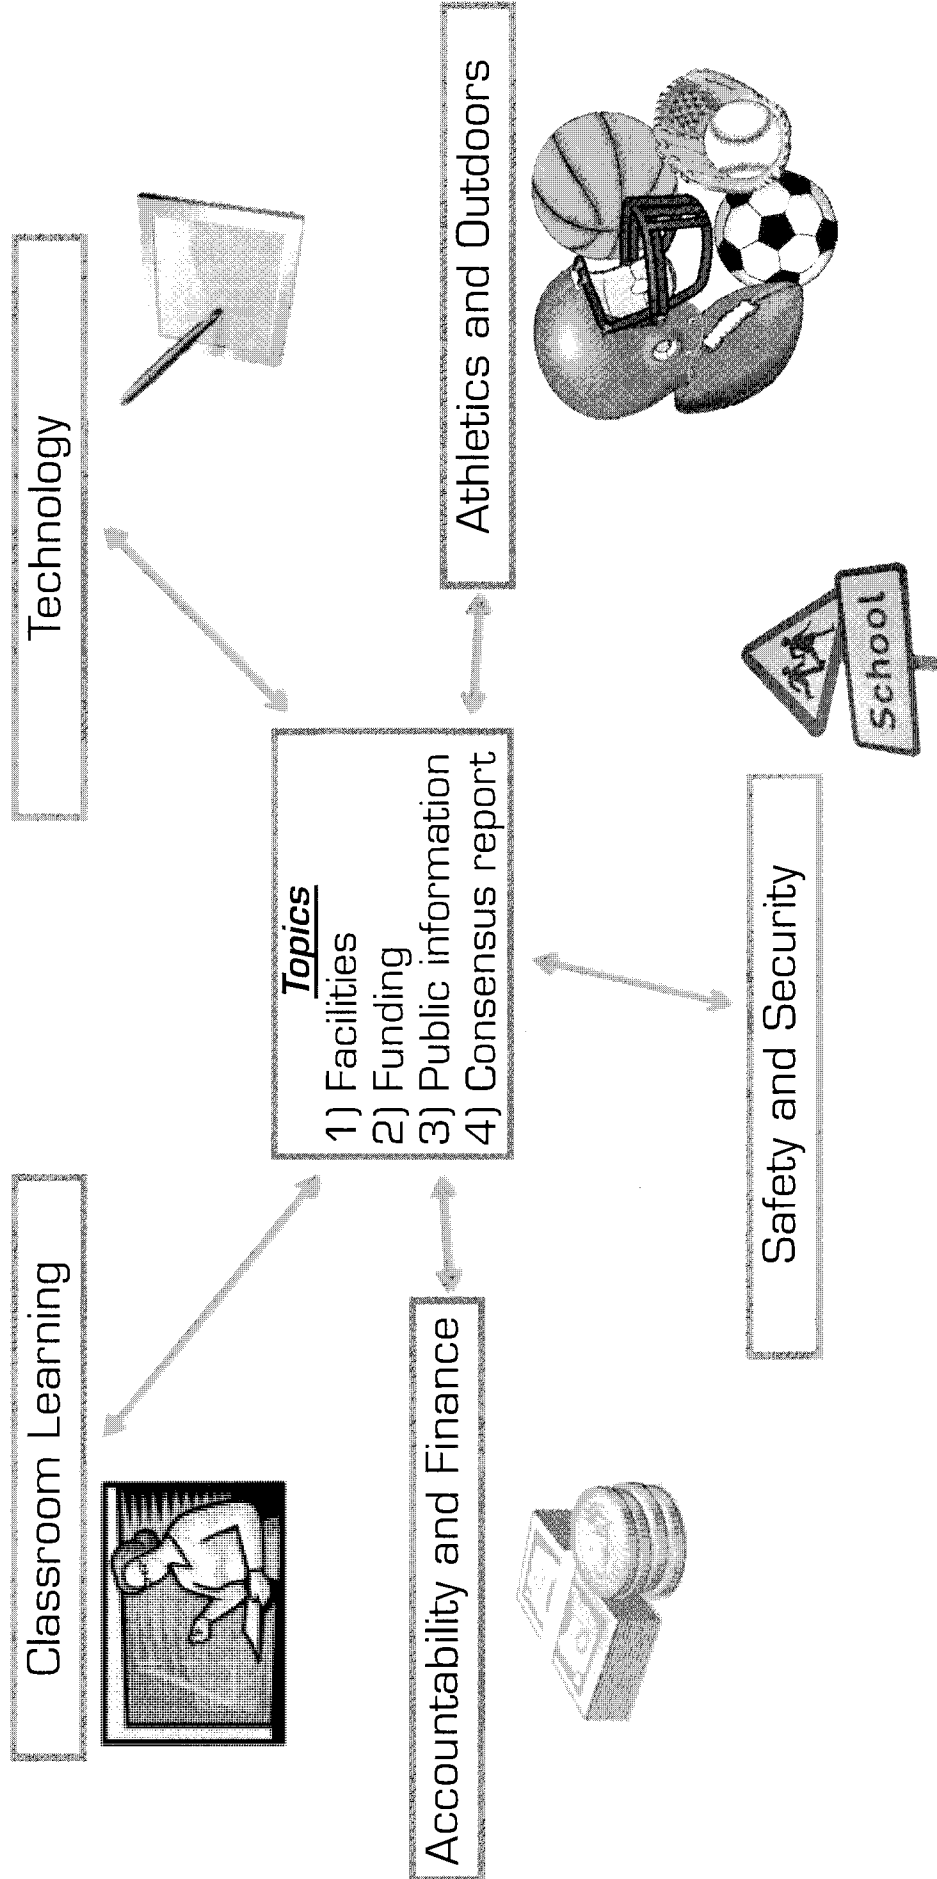 Classroom Learning
Technology
Topics
1) Facilities
2) Funding
3) Public information
4) Consensus report
Accountability and Finance
Athletics and Outdoors
Safety and Security
School